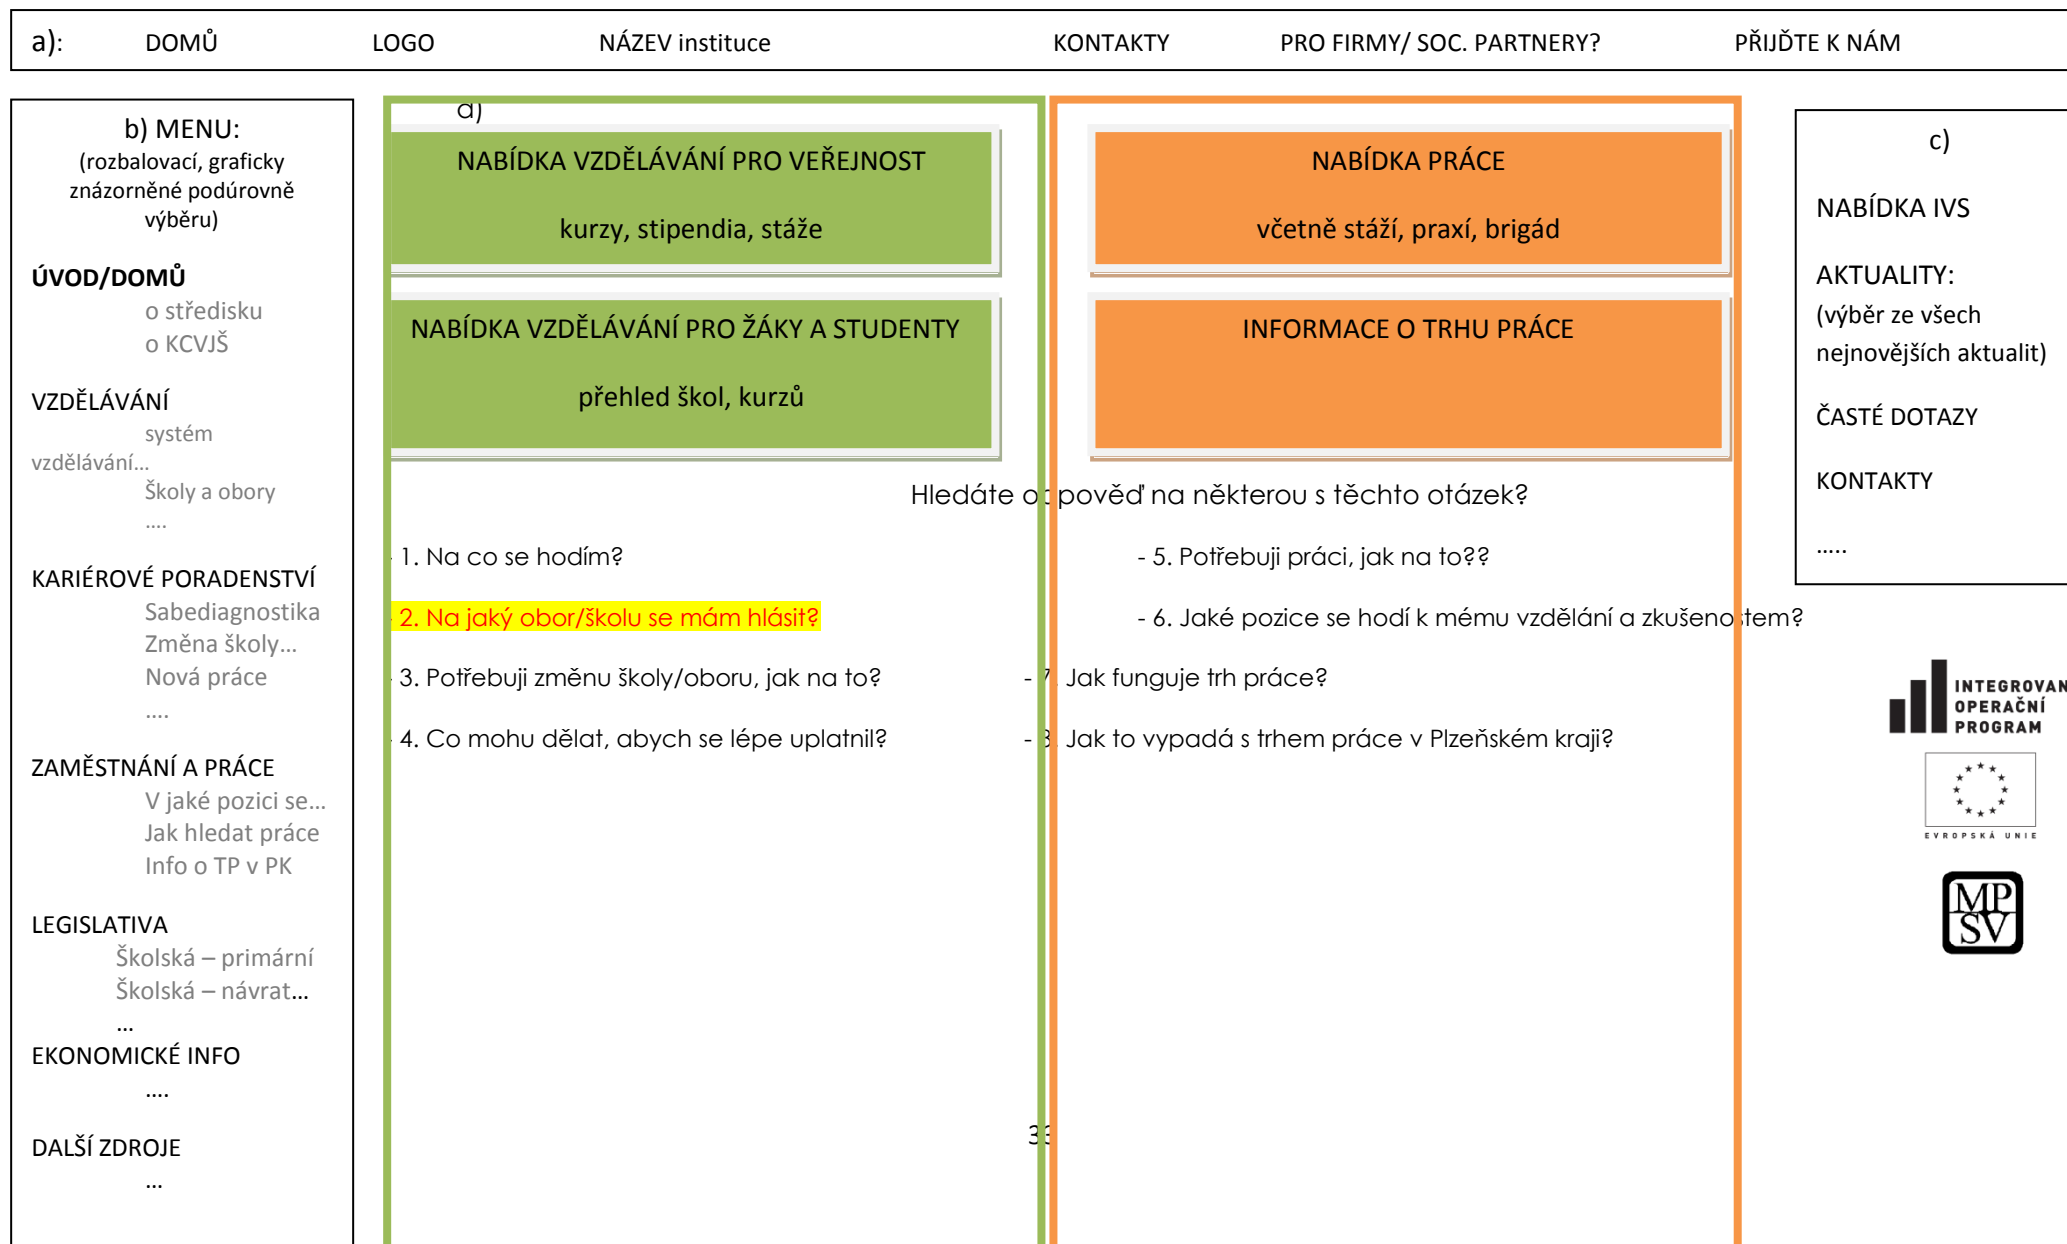 a): DOMŮ LOGO NÁZEV instituce KONTAKTY PRO FIRMY/ SOC. PARTNERY? PŘIJĎTE K NÁM
b) MENU:
(rozbalovací, graficky
znázorněné podúrovně
výběru)
ÚVOD/DOMŮ
o středisku
o KCVJŠ
VZDĚLÁVÁNÍ
systém
vzdělávání…
Školy a obory
….
KARIÉROVÉ PORADENSTVÍ
Sabediagnostika
Změna školy…
Nová práce
….
ZAMĚSTNÁNÍ A PRÁCE
V jaké pozici se…
Jak hledat práce
Info o TP v PK
LEGISLATIVA
Školská – primární
Školská – návrat…
…
EKONOMICKÉ INFO
….
DALŠÍ ZDROJE
…
NABÍDKA VZDĚLÁVÁNÍ PRO VEŘEJNOST
kurzy, stipendia, stáže
NABÍDKA VZDĚLÁVÁNÍ PRO ŽÁKY A STUDENTY
přehled škol, kurzů
NABÍDKA PRÁCE
včetně stáží, praxí, brigád
INFORMACE O TRHU PRÁCE
Hledáte odpověď na některou s těchto otázek?
- 1. Na co se hodím? - 5. Potřebuji práci, jak na to??
- 2. Na jaký obor/školu se mám hlásit? - 6. Jaké pozice se hodí k mému vzdělání a zkušenostem?
- 3. Potřebuji změnu školy/oboru, jak na to? - 7. Jak funguje trh práce?
- 4. Co mohu dělat, abych se lépe uplatnil? - 8. Jak to vypadá s trhem práce v Plzeňském kraji?
c)
NABÍDKA IVS
AKTUALITY:
(výběr ze všech
nejnovějších aktualit)
ČASTÉ DOTAZY
KONTAKTY
…..
INTEGROVAN
OPERAČNÍ
PROGRAM
EVROPSKÁ UNIE
MP
SV